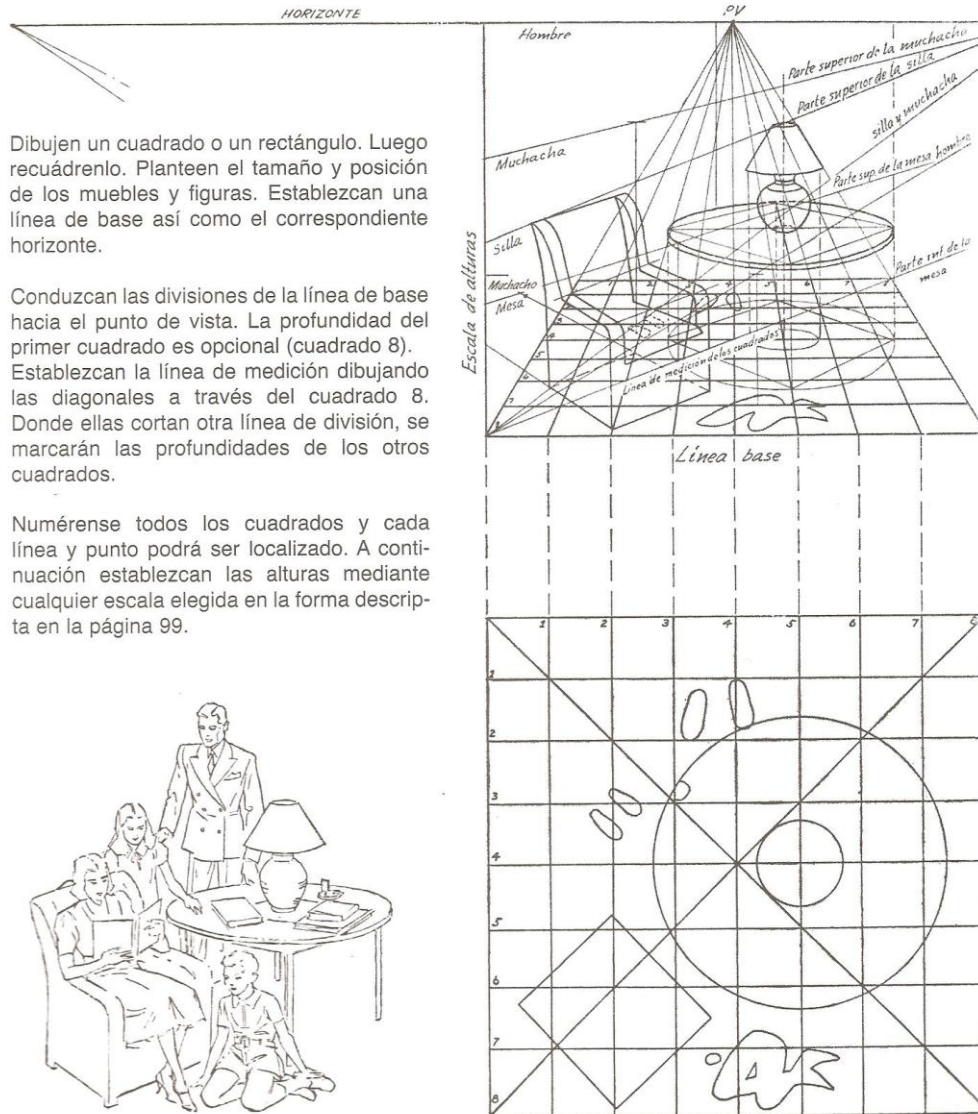 HORIZONTE
PV
Hombre
Parte superior de la muchacha
Parte superior de la silla
silla y muchacha
Muchacha
Parte sup. de la mesa hombre
Silla
Parte inf de la
mesa
Muchacho
Mesa
Escala de alturas
Línea de medición de los cuadrados
Línea base
Dibujen un cuadrado o un rectángulo. Luego
recuádrenlo. Planteen el tamaño y posición
de los muebles y figuras. Establezcan una
línea de base así como el correspondiente
horizonte.
Conduzcan las divisiones de la línea de base
hacia el punto de vista. La profundidad del
primer cuadrado es opcional (cuadrado 8).
Establezcan la línea de medición dibujando
las diagonales a través del cuadrado 8.
Donde ellas cortan otra línea de división, se
marcarán las profundidades de los otros
cuadrados.
Numérense todos los cuadrados y cada
línea y punto podrá ser localizado. A conti-
nuación establezcan las alturas mediante
cualquier escala elegida en la forma descrip-
ta en la página 99.
1 2 3 4 5 6 7
1
2
3
4
5
6
7
8